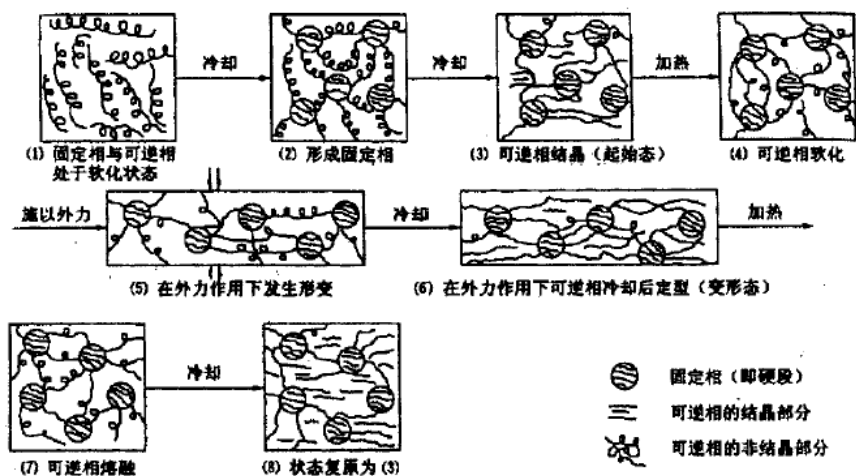 冷却
冷却
加热
(1) 固定相与可逆相
处于软化状态
(2) 形成固定相
(3) 可逆相结晶（起始态）
(4) 可逆相软化
施以外力
冷却
加热
(5) 在外力作用下发生形变
(6) 在外力作用下可逆相冷却后定型（变形态）
冷却
固定相（即硬段）
可逆相的结晶部分
可逆相的非结晶部分
(7) 可逆相熔融
(8) 状态复原为 (3)